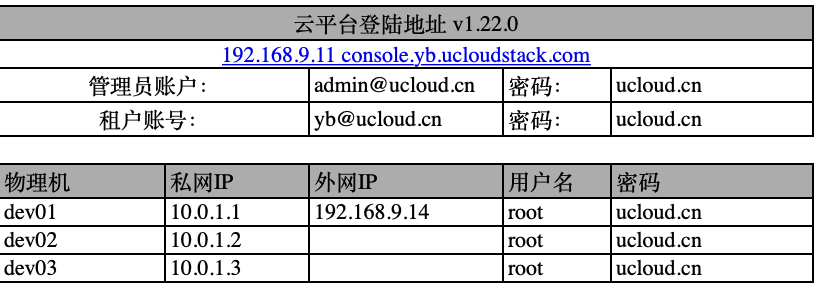 云平台登陆地址 v1.22.0
192.168.9.11 console.yb.ucloudstack.com
管理员账户： admin@ucloud.cn 密码： ucloud.cn
租户账号： yb@ucloud.cn 密码： ucloud.cn
物理机 私网IP 外网IP 用户名 密码
dev01 10.0.1.1 192.168.9.14 root ucloud.cn
dev02 10.0.1.2 root ucloud.cn
dev03 10.0.1.3 root ucloud.cn